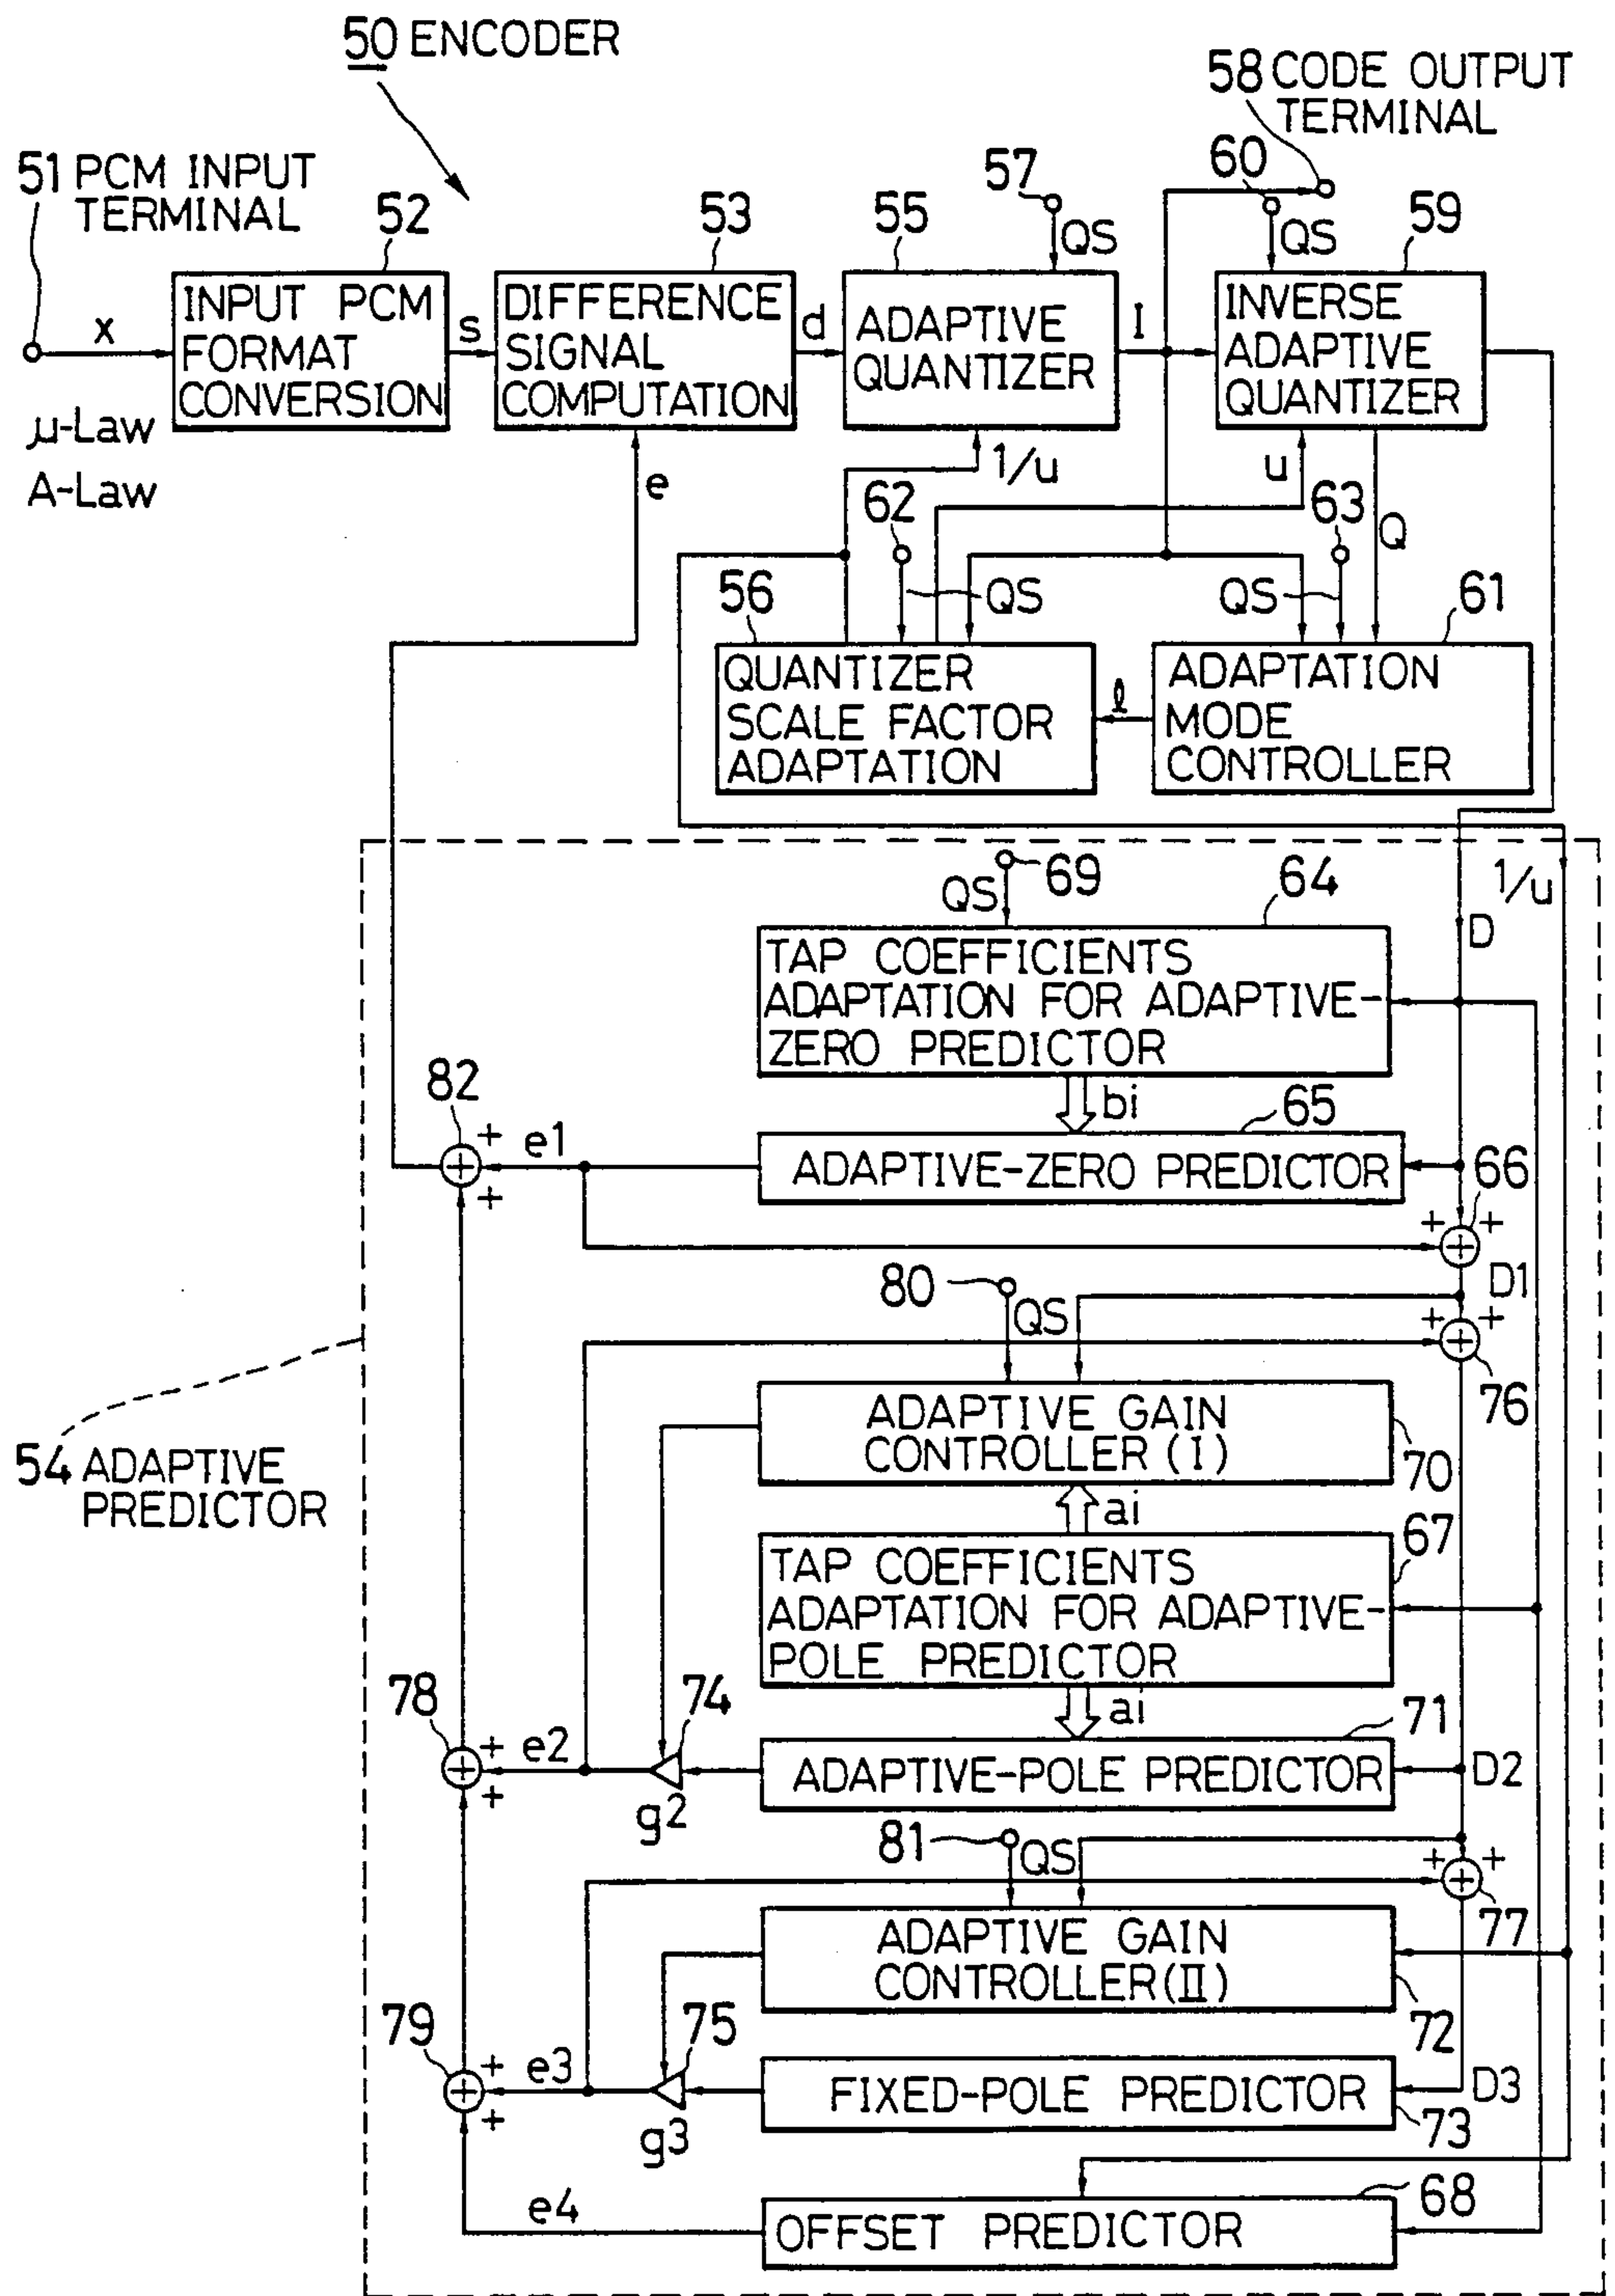 50 ENCODER
58 CODE OUTPUT
TERMINAL
51 PCM INPUT
TERMINAL
52
53
55
57
QS
60
QS
59
x
INPUT PCM
FORMAT
CONVERSION
s
DIFFERENCE
SIGNAL
COMPUTATION
d
ADAPTIVE
QUANTIZER
I
INVERSE
ADAPTIVE
QUANTIZER
μ-Law
A-Law
e
1/u
u
Q
62
63
QS
QS
56
61
QUANTIZER
SCALE FACTOR
ADAPTATION
ℓ
ADAPTATION
MODE
CONTROLLER
69
QS
64
1/u
D
TAP COEFFICIENTS
ADAPTATION FOR ADAPTIVE-
ZERO PREDICTOR
bi
65
82
+
+
e1
ADAPTIVE-ZERO PREDICTOR
66
+ +
D1
80
QS
+ +
76
ADAPTIVE GAIN
CONTROLLER (I)
70
54 ADAPTIVE
PREDICTOR
ai
67
TAP COEFFICIENTS
ADAPTATION FOR ADAPTIVE-
POLE PREDICTOR
ai
71
78
+
+
e2
74
g2
ADAPTIVE-POLE PREDICTOR
D2
81
QS
+ +
77
ADAPTIVE GAIN
CONTROLLER (II)
72
79
+
+
e3
75
g3
FIXED-POLE PREDICTOR
D3
73
e4
68
OFFSET PREDICTOR